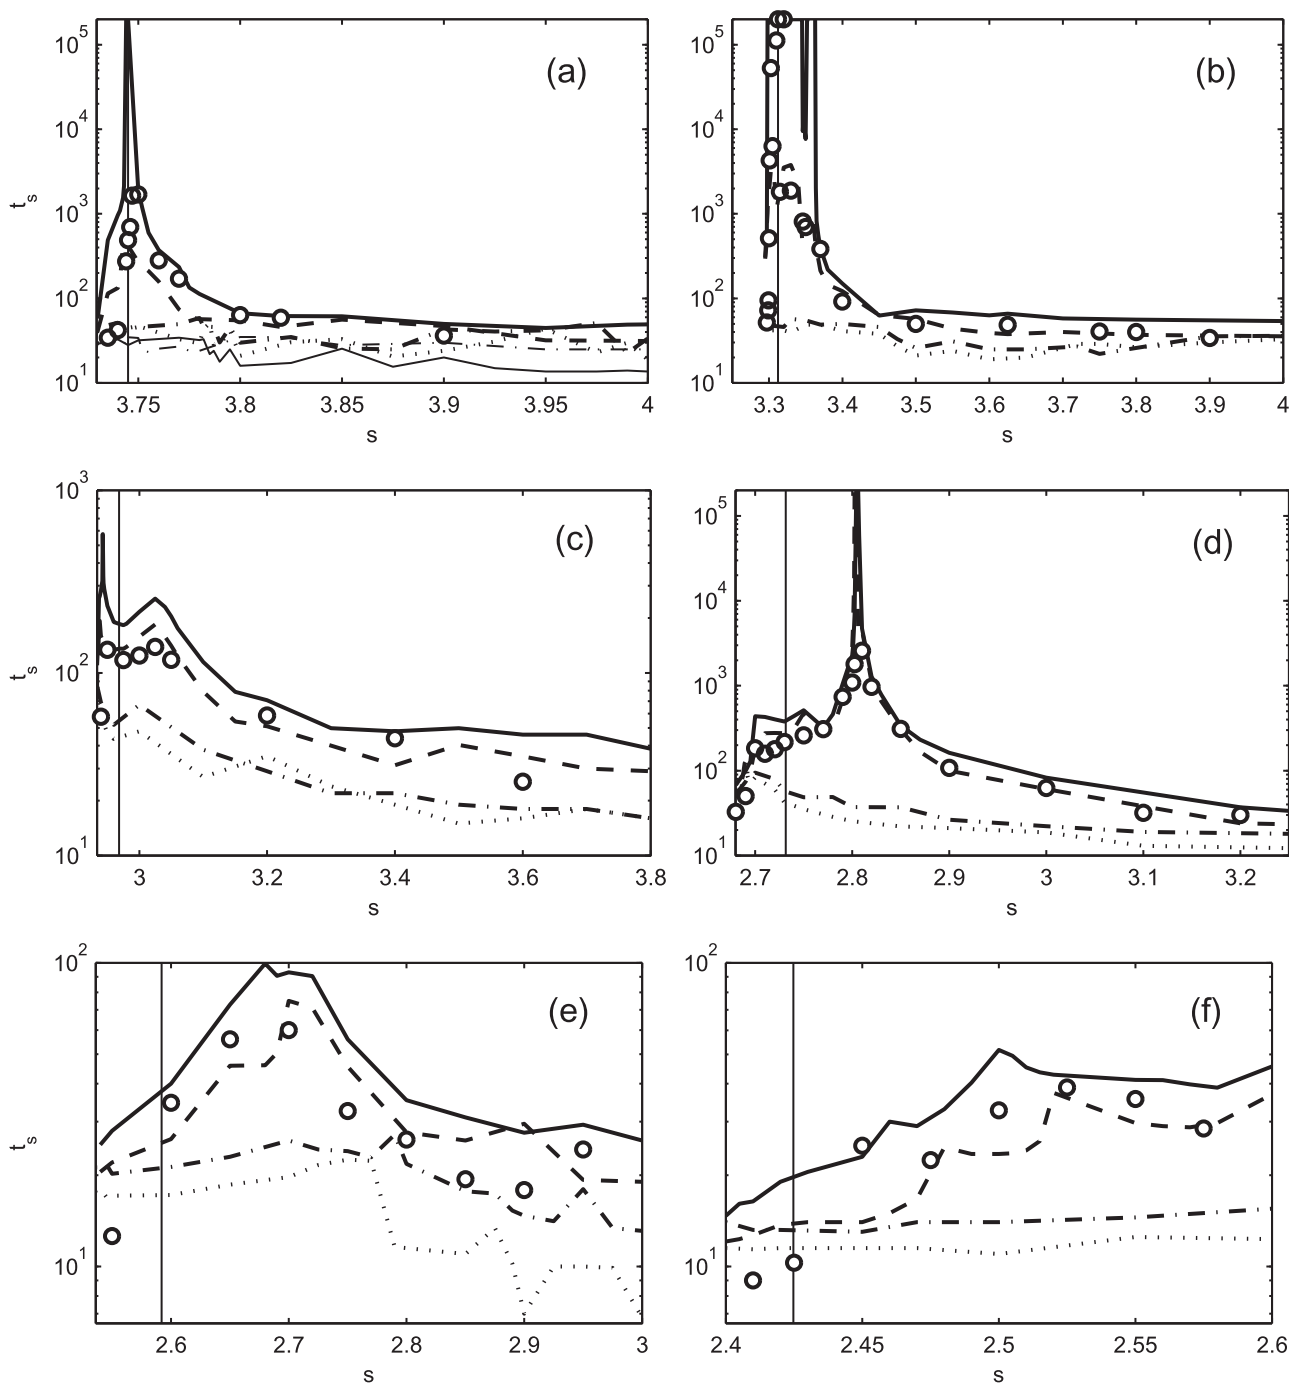 (a)
t_s
10^5
10^4
10^3
10^2
10^1
3.75 3.8 3.85 3.9 3.95 4
s
(b)
10^5
10^4
10^3
10^2
10^1
3.3 3.4 3.5 3.6 3.7 3.8 3.9 4
s
(c)
t_s
10^3
10^2
10^1
3 3.2 3.4 3.6 3.8
s
(d)
10^5
10^4
10^3
10^2
10^1
2.7 2.8 2.9 3 3.1 3.2
s
(e)
t_s
10^2
10^1
2.6 2.7 2.8 2.9 3
s
(f)
10^2
10^1
2.4 2.45 2.5 2.55 2.6
s